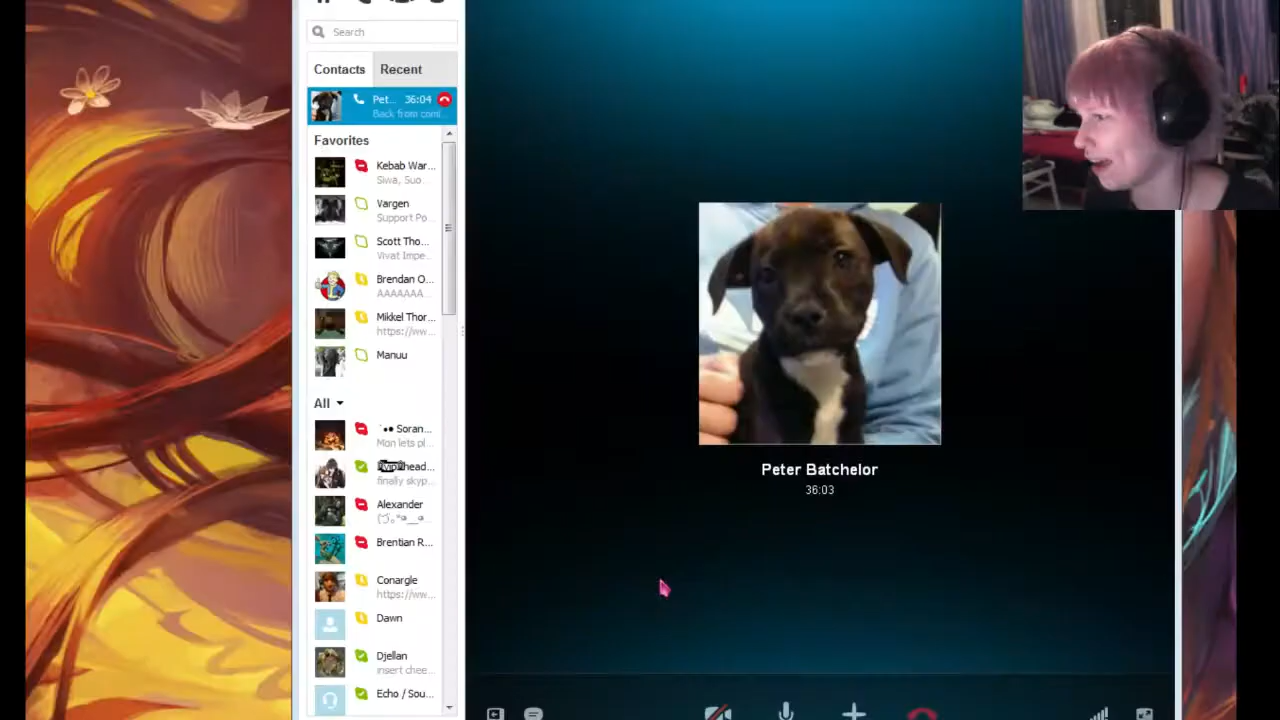 Search
Contacts Recent
Pet... 36:04
Back from comi...
Favorites
Kebab War...
Siwa, Suo...
Vargen
Support Po...
Scott Tho...
Vivat Impe...
Brendan O...
AAAAAAA...
Mikkel Thor...
https://ww...
Manuu
All
Soran...
Mon lets pl...
head...
finally skyp...
Alexander
Brentian R...
Conargle
https://ww...
Dawn
Djellan
insert chee...
Echo / Sou...
Peter Batchelor
36:03